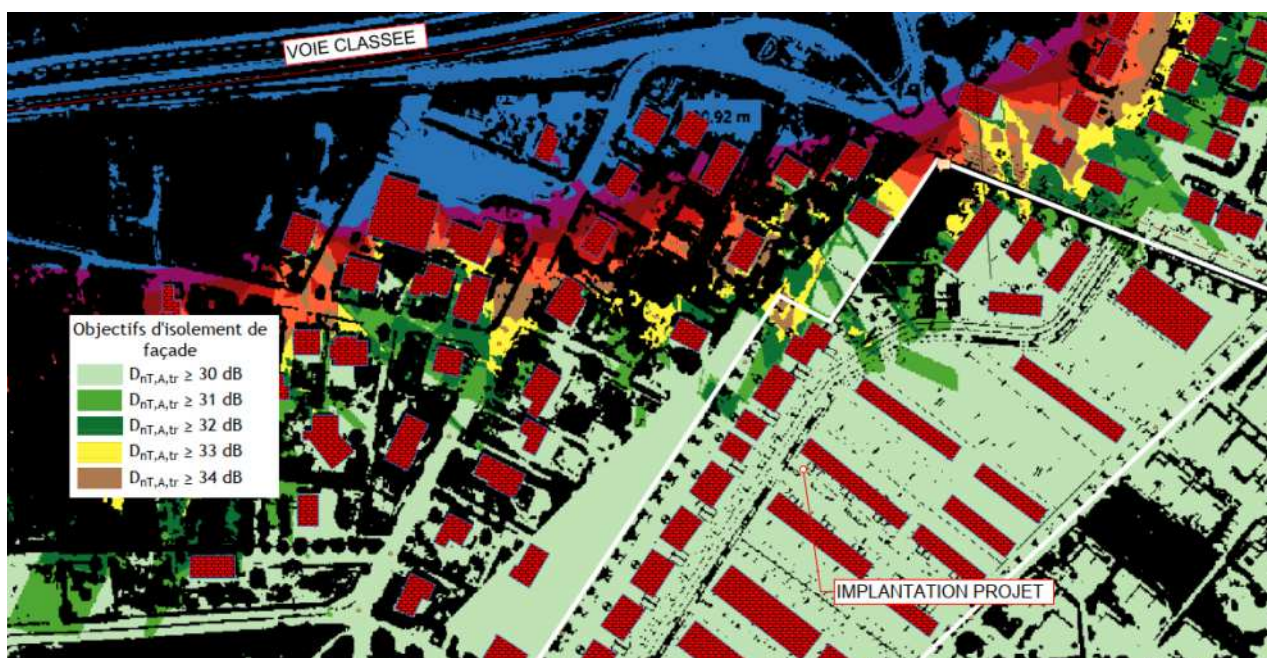 VOIE CLASSEE
.92 m
Objectifs d'isolement de
façade
DnT,A,tr ≥ 30 dB
DnT,A,tr ≥ 31 dB
DnT,A,tr ≥ 32 dB
DnT,A,tr ≥ 33 dB
DnT,A,tr ≥ 34 dB
IMPLANTATION PROJET